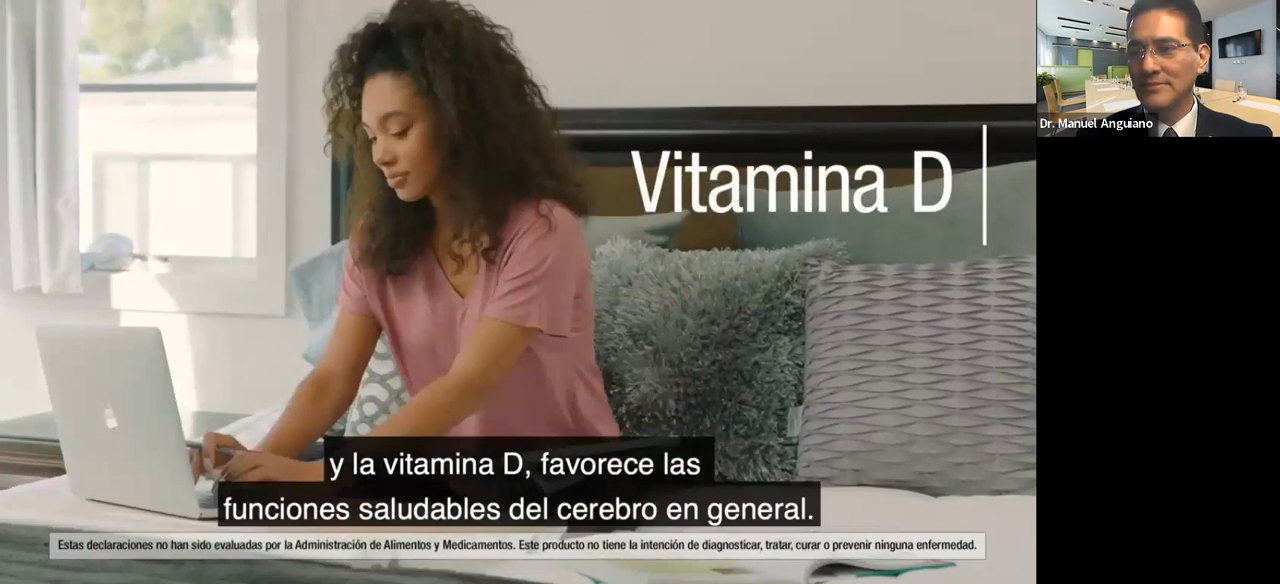 Dr. Manuel Anguiano
Vitamina D
y la vitamina D, favorece las
funciones saludables del cerebro en general.
Estas declaraciones no han sido evaluadas por la Administración de Alimentos y Medicamentos. Este producto no tiene la intención de diagnosticar, tratar, curar o prevenir ninguna enfermedad.